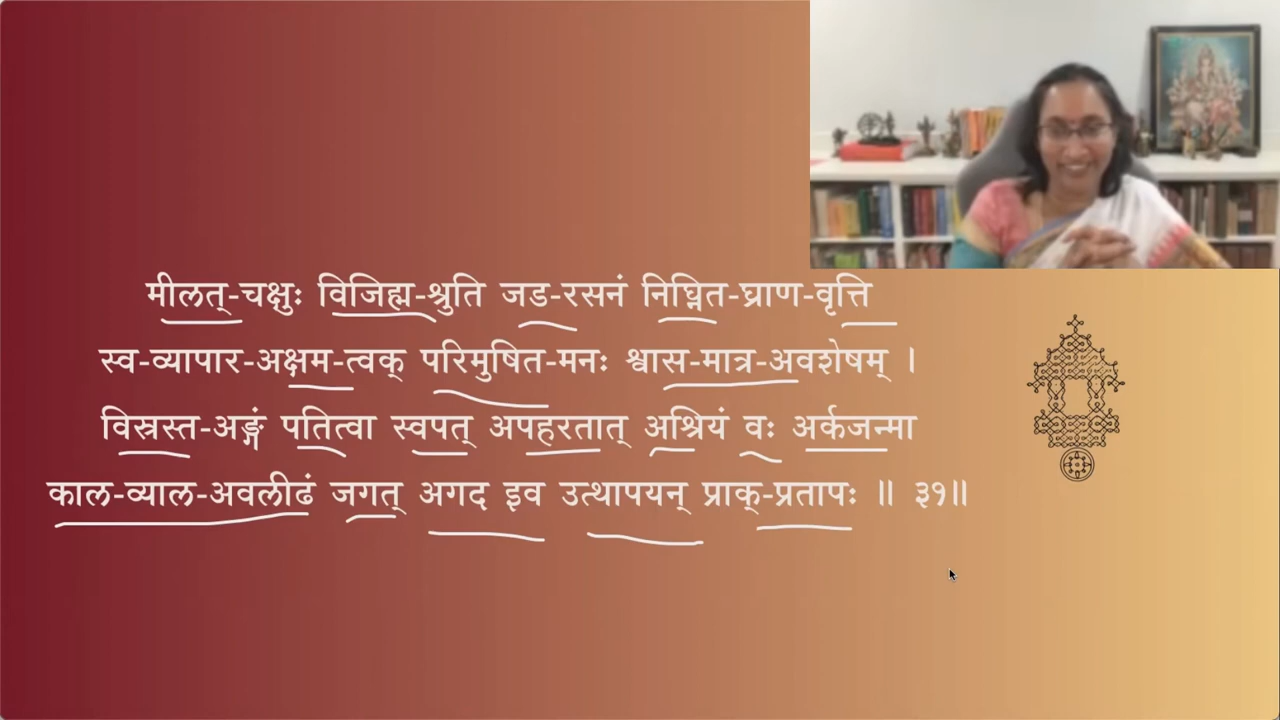 मीलत्-चक्षुः विजिह्म-श्रुति जड-रसनं निघ्नित-घ्राण-वृत्ति
स्व-व्यापार-अक्षम-त्वक् परिमुषित-मनः श्वास-मात्र-अवशेषम् ।
विस्रस्त-अङ्गं पतित्वा स्वपत् अपहरतात् अश्रियं वः अर्कजन्मा
काल-व्याल-अवलीढं जगत् अगद इव उत्थापयन् प्राक्-प्रतापः ॥ ३१॥